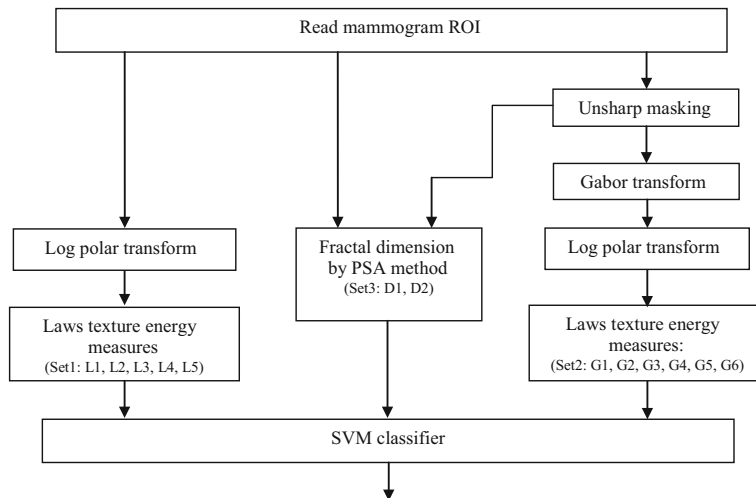 Read mammogram ROI
Unsharp masking
Gabor transform
Log polar transform
Fractal dimension
by PSA method
(Set3: D1, D2)
Log polar transform
Laws texture energy
measures
(Set1: L1, L2, L3, L4, L5)
Laws texture energy
measures:
(Set2: G1, G2, G3, G4, G5, G6)
SVM classifier